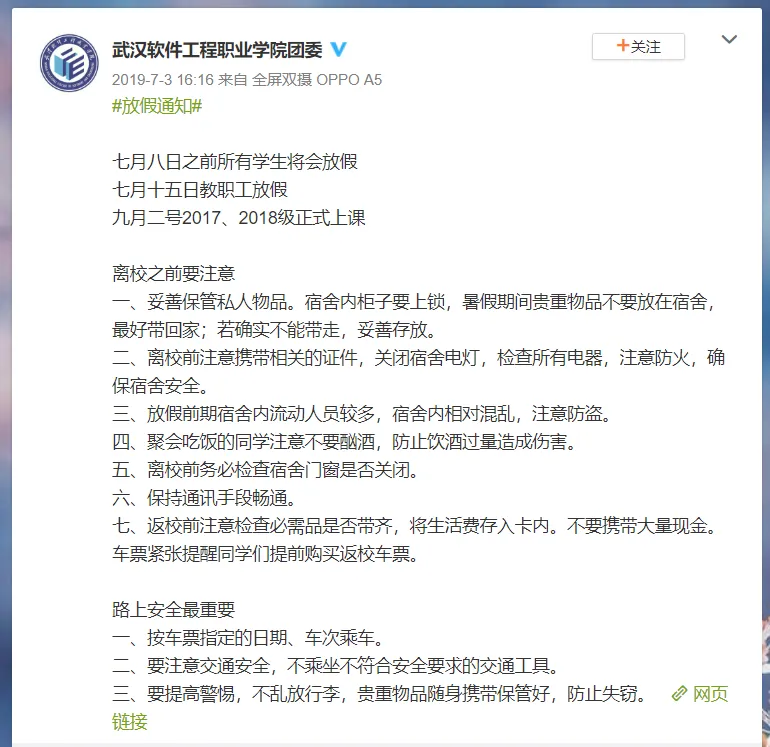 武汉软件工程职业学院团委
+关注
2019-7-3 16:16 来自 全屏双摄 OPPO A5
#放假通知#
七月八日之前所有学生将会放假
七月十五日教职工放假
九月二号2017、2018级正式上课
离校之前要注意
一、妥善保管私人物品。宿舍内柜子要上锁，暑假期间贵重物品不要放在宿舍，
最好带回家；若确实不能带走，妥善存放。
二、离校前注意携带相关的证件，关闭宿舍电灯，检查所有电器，注意防火，确
保宿舍安全。
三、放假前期宿舍内流动人员较多，宿舍内相对混乱，注意防盗。
四、聚会吃饭的同学注意不要酗酒，防止饮酒过量造成伤害。
五、离校前务必检查宿舍门窗是否关闭。
六、保持通讯手段畅通。
七、返校前注意检查必需品是否带齐，将生活费存入卡内。不要携带大量现金。
车票紧张提醒同学们提前购买返校车票。
路上安全最重要
一、按车票指定的日期、车次乘车。
二、要注意交通安全，不乘坐不符合安全要求的交通工具。
三、要提高警惕，不乱放行李，贵重物品随身携带保管好，防止失窃。 网页
链接